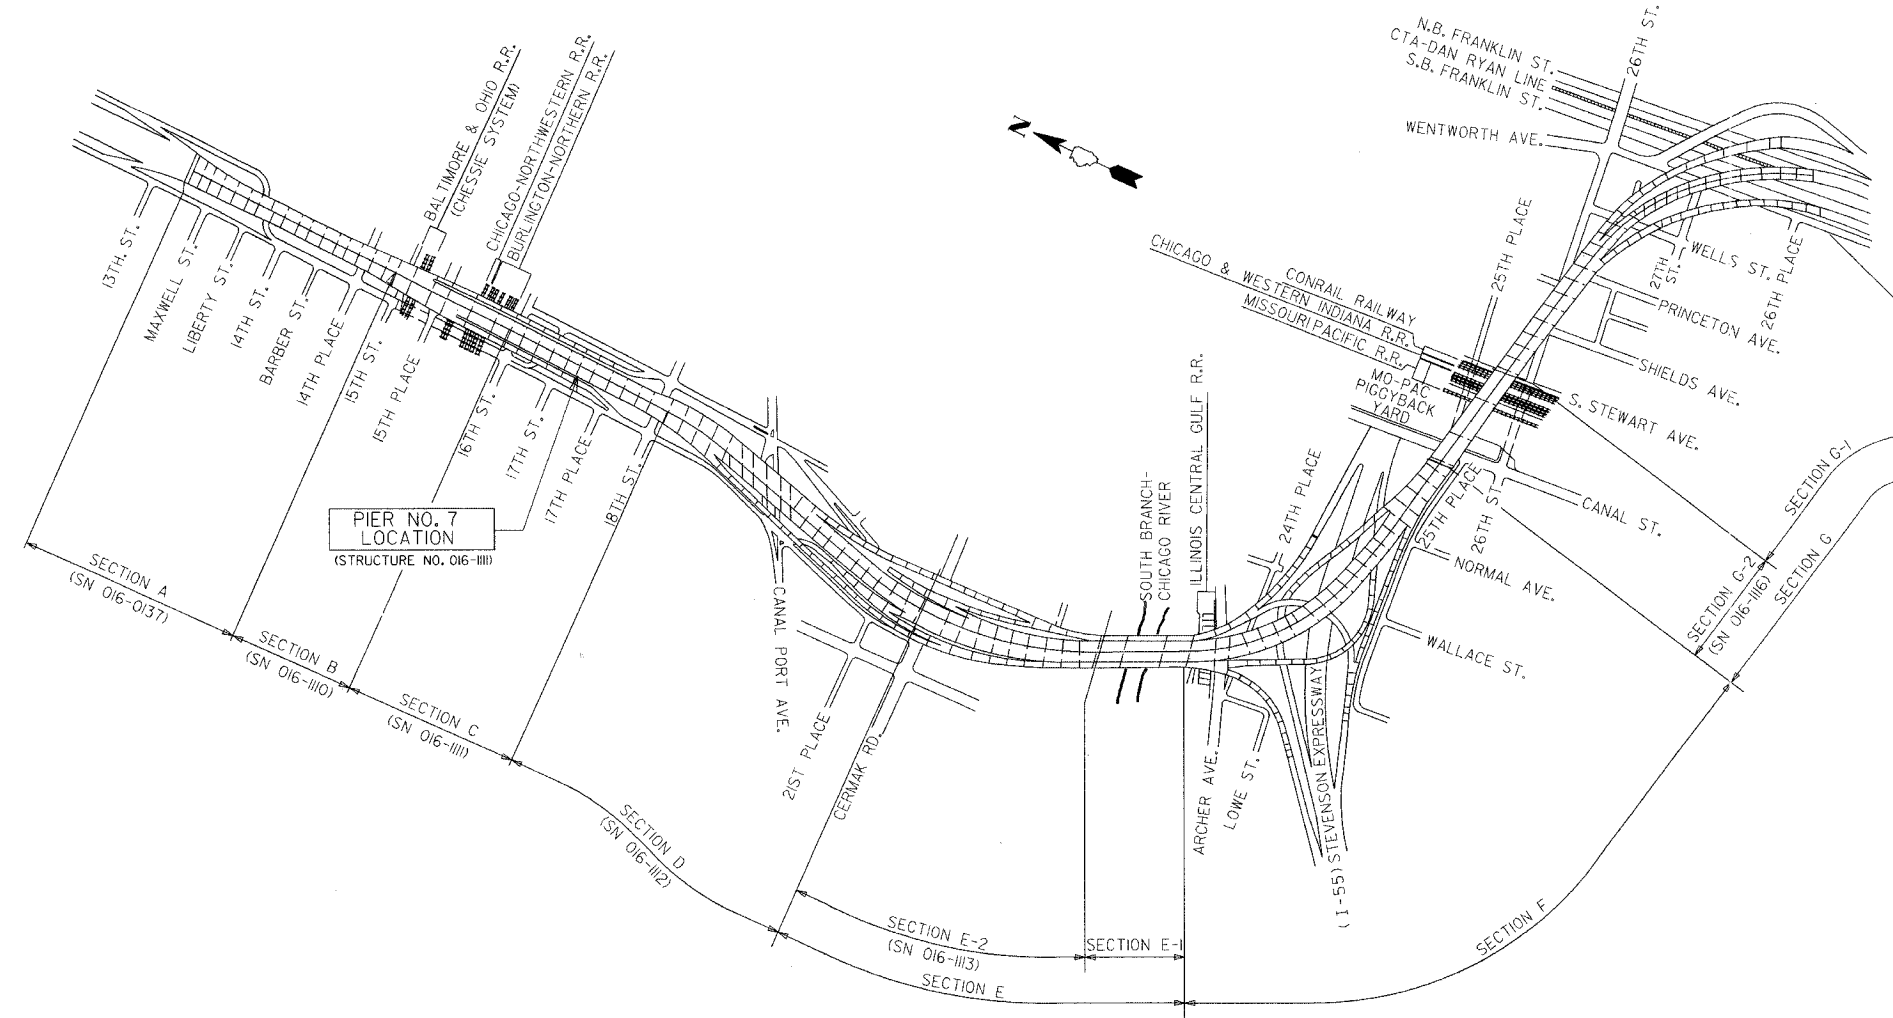 N.B. FRANKLIN ST.
CTA-DAN RYAN LINE
S.B. FRANKLIN ST.
26TH ST.
WENTWORTH AVE.
BALTIMORE & OHIO R.R.
(CHESSIE SYSTEM)
CHICAGO-NORTHWESTERN R.R.
BURLINGTON-NORTHERN R.R.
N
13TH. ST.
MAXWELL ST.
LIBERTY ST.
14TH ST.
BARBER ST.
14TH PLACE
15TH ST.
15TH PLACE
16TH ST.
17TH ST.
17TH PLACE
18TH ST.
PIER NO. 7
LOCATION
(STRUCTURE NO. 016-1111)
CHICAGO & WESTERN INDIANA R.R.
CONRAIL RAILWAY
MISSOURI PACIFIC R.R.
MO-PAC
PIGGYBACK
YARD
25TH PLACE
WELLS ST.
27TH
ST.
26TH PLACE
PRINCETON AVE.
SHIELDS AVE.
S. STEWART AVE.
CANAL ST.
25TH PLACE
26TH ST.
NORMAL AVE.
WALLACE ST.
24TH PLACE
ILLINOIS CENTRAL GULF R.R.
SOUTH BRANCH-
CHICAGO RIVER
CANAL PORT AVE.
21ST PLACE
CERMAK RD.
ARCHER AVE.
LOWE ST.
(I-55) STEVENSON EXPRESSWAY
SECTION A
(SN 016-0137)
SECTION B
(SN 016-1110)
SECTION C
(SN 016-1111)
SECTION D
(SN 016-1112)
SECTION E-2
(SN 016-1113)
SECTION E-1
SECTION E
SECTION F
SECTION G-2
(SN 016-1116)
SECTION G-1
SECTION G